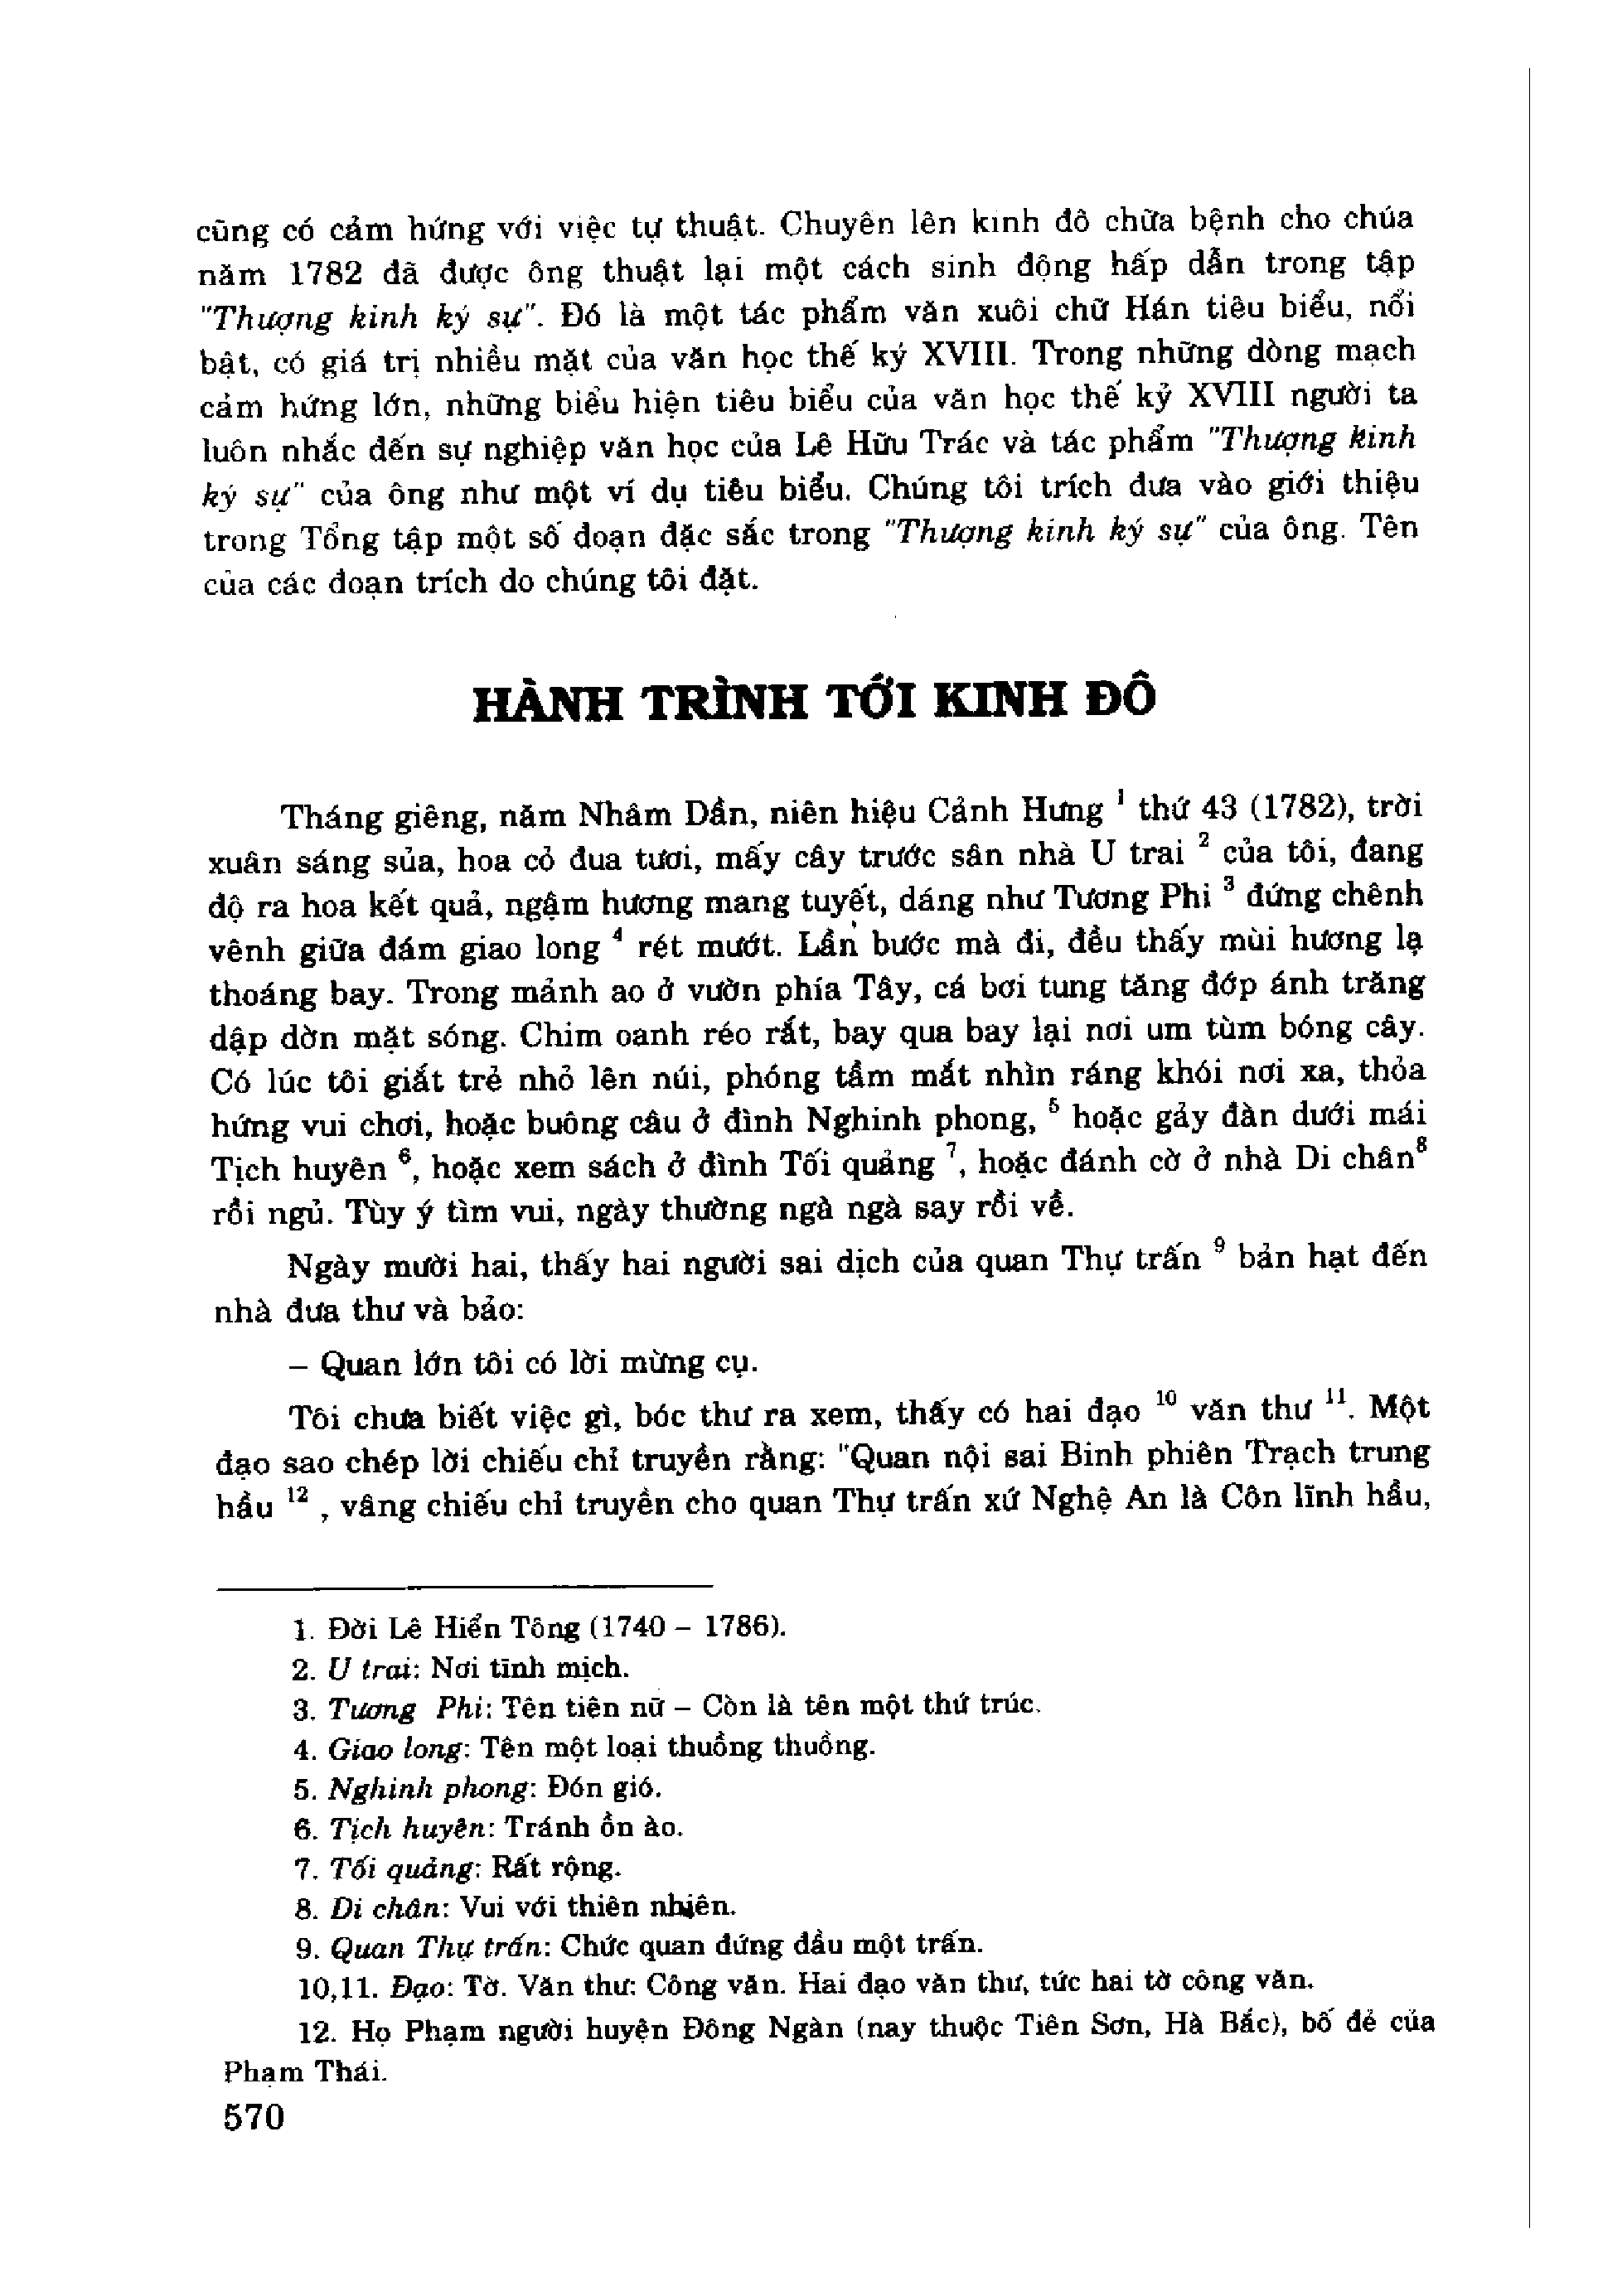 cũng có cảm hứng với việc tự thuật. Chuyên lên kinh đô chữa bệnh cho chúa
năm 1782 đã được ông thuật lại một cách sinh động hấp dẫn trong tập
"Thượng kinh ký sự". Đó là một tác phẩm văn xuôi chữ Hán tiêu biểu, nổi
bật, có giá trị nhiều mặt của văn học thế kỷ XVIII. Trong những dòng mạch
cảm hứng lớn, những biểu hiện tiêu biểu của văn học thế kỷ XVIII người ta
luôn nhắc đến sự nghiệp văn học của Lê Hữu Trác và tác phẩm "Thượng kinh
ký sự" của ông như một ví dụ tiêu biểu. Chúng tôi trích đưa vào giới thiệu
trong Tổng tập một số đoạn đặc sắc trong "Thượng kinh ký sự" của ông. Tên
của các đoạn trích do chúng tôi đặt.
HÀNH TRÌNH TỚI KINH ĐÔ
Tháng giêng, năm Nhâm Dần, niên hiệu Cảnh Hưng 1 thứ 43 (1782), trời
xuân sáng sủa, hoa cỏ đua tươi, mấy cây trước sân nhà U trai 2 của tôi, đang
độ ra hoa kết quả, ngậm hương mang tuyết, dáng như Tương Phi 3 đứng chênh
vênh giữa đám giao long 4 rét mướt. Lần bước mà đi, đều thấy mùi hương lạ
thoáng bay. Trong mảnh ao ở vườn phía Tây, cá bơi tung tăng đớp ánh trăng
dập dờn mặt sóng. Chim oanh réo rắt, bay qua bay lại nơi um tùm bóng cây.
Có lúc tôi giắt trẻ nhỏ lên núi, phóng tầm mắt nhìn ráng khói nơi xa, thỏa
hứng vui chơi, hoặc buông câu ở đình Nghinh phong, 5 hoặc gảy đàn dưới mái
Tịch huyên 6, hoặc xem sách ở đình Tối quảng 7, hoặc đánh cờ ở nhà Di chân8
rồi ngủ. Tùy ý tìm vui, ngày thường ngà ngà say rồi về.
Ngày mười hai, thấy hai người sai dịch của quan Thự trấn 9 bản hạt đến
nhà đưa thư và bảo:
– Quan lớn tôi có lời mừng cụ.
Tôi chưa biết việc gì, bóc thư ra xem, thấy có hai đạo 10 văn thư 11. Một
đạo sao chép lời chiếu chỉ truyền rằng: "Quan nội sai Binh phiên Trạch trung
hầu 12 , vâng chiếu chỉ truyền cho quan Thự trấn xứ Nghệ An là Côn lĩnh hầu,
1. Đời Lê Hiển Tông (1740 – 1786).
2. U trai: Nơi tĩnh mịch.
3. Tương Phi: Tên tiên nữ – Còn là tên một thứ trúc.
4. Giao long: Tên một loại thuồng thuồng.
5. Nghinh phong: Đón gió.
6. Tịch huyên: Tránh ồn ào.
7. Tối quảng: Rất rộng.
8. Di chân: Vui với thiên nhiên.
9. Quan Thự trấn: Chức quan đứng đầu một trấn.
10,11. Đạo: Tờ. Văn thư: Công văn. Hai đạo văn thư, tức hai tờ công văn.
12. Họ Phạm người huyện Đông Ngàn (nay thuộc Tiên Sơn, Hà Bắc), bố đẻ của
Phạm Thái.
570